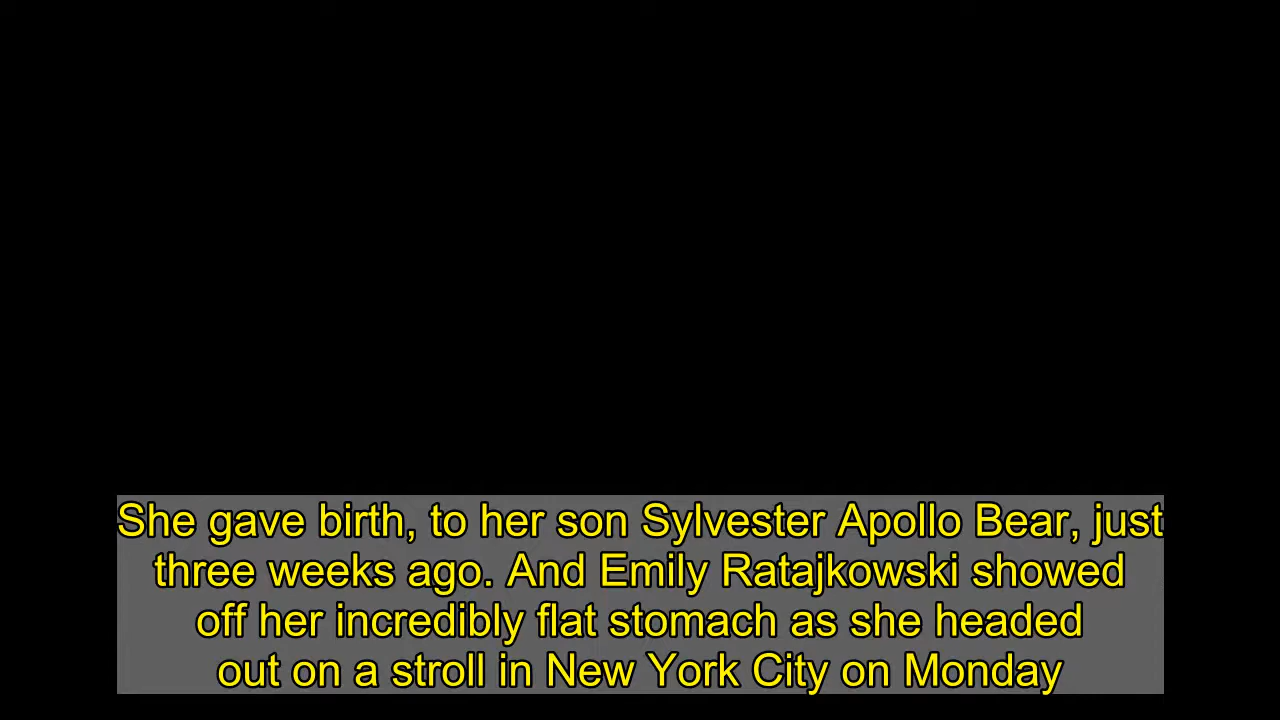 She gave birth, to her son Sylvester Apollo Bear, just
three weeks ago. And Emily Ratajkowski showed
off her incredibly flat stomach as she headed
out on a stroll in New York City on Monday